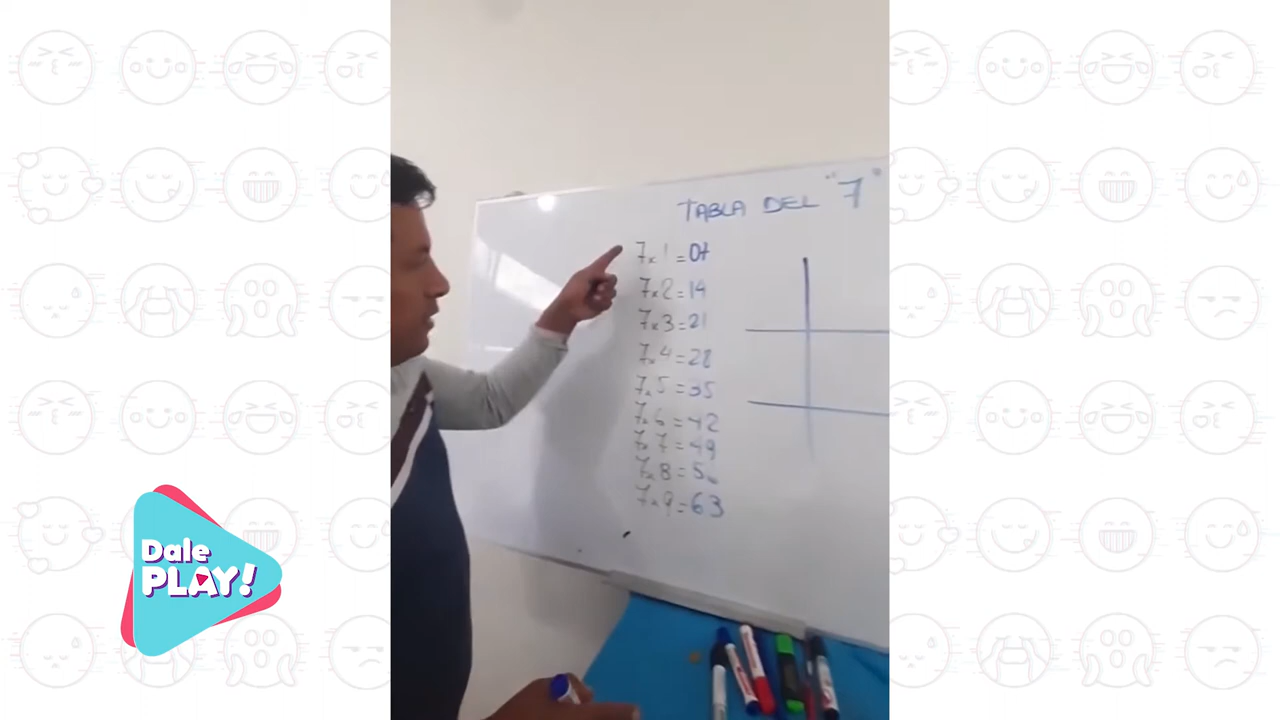 TABLA DEL "7"
7x1=07
7x2=14
7x3=21
7x4=28
7x5=35
7x6=42
7x7=49
7x8=56
7x9=63
Dale
PLAY!